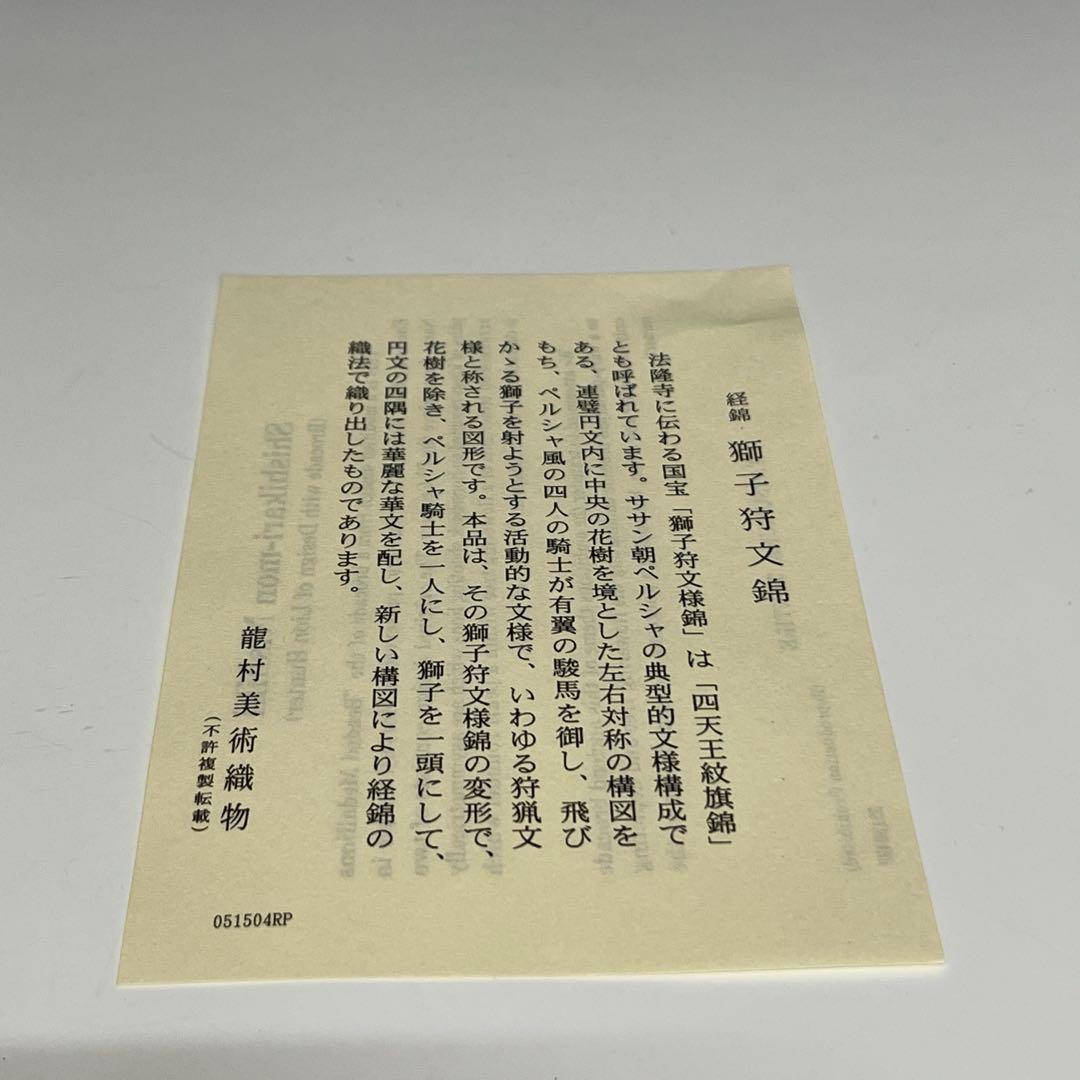 経錦 獅子狩文錦
法隆寺に伝わる国宝「獅子狩文様錦」は「四天王紋旗錦」
とも呼ばれています。ササン朝ペルシャの典型的文様構成で
ある、連璧円文内に中央の花樹を境とした左右対称の構図を
もち、ペルシャ風の四人の騎士が有翼の駿馬を御し、飛び
かゝる獅子を射ようとする活動的な文様で、いわゆる狩猟文
様と称される図形です。本品は、その獅子狩文様錦の変形で、
花樹を除き、ペルシャ騎士を一人にし、獅子を一頭にして、
円文の四隅には華麗な華文を配し、新しい構図により経錦の
織法で織り出したものであります。
龍村美術織物
（不許複製転載）
051504RP